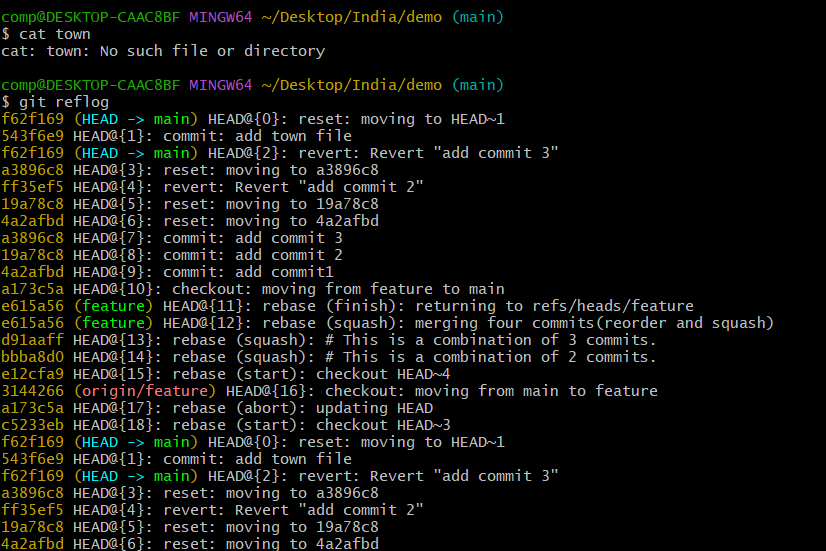 comp@DESKTOP-CAAC8BF MINGW64 ~/Desktop/India/demo (main)
$ cat town
cat: town: No such file or directory
comp@DESKTOP-CAAC8BF MINGW64 ~/Desktop/India/demo (main)
$ git reflog
f62f169 (HEAD -> main) HEAD@{0}: reset: moving to HEAD~1
543f6e9 HEAD@{1}: commit: add town file
f62f169 (HEAD -> main) HEAD@{2}: revert: Revert "add commit 3"
a3896c8 HEAD@{3}: reset: moving to a3896c8
ff35ef5 HEAD@{4}: revert: Revert "add commit 2"
19a78c8 HEAD@{5}: reset: moving to 19a78c8
4a2afbd HEAD@{6}: reset: moving to 4a2afbd
a3896c8 HEAD@{7}: commit: add commit 3
19a78c8 HEAD@{8}: commit: add commit 2
4a2afbd HEAD@{9}: commit: add commit1
a173c5a HEAD@{10}: checkout: moving from feature to main
e615a56 (feature) HEAD@{11}: rebase (finish): returning to refs/heads/feature
e615a56 (feature) HEAD@{12}: rebase (squash): merging four commits(reorder and squash)
d91aaff HEAD@{13}: rebase (squash): # This is a combination of 3 commits.
bbba8d0 HEAD@{14}: rebase (squash): # This is a combination of 2 commits.
e12cfa9 HEAD@{15}: rebase (start): checkout HEAD~4
3144266 (origin/feature) HEAD@{16}: checkout: moving from main to feature
a173c5a HEAD@{17}: rebase (abort): updating HEAD
c5233eb HEAD@{18}: rebase (start): checkout HEAD~3
f62f169 (HEAD -> main) HEAD@{0}: reset: moving to HEAD~1
543f6e9 HEAD@{1}: commit: add town file
f62f169 (HEAD -> main) HEAD@{2}: revert: Revert "add commit 3"
a3896c8 HEAD@{3}: reset: moving to a3896c8
ff35ef5 HEAD@{4}: revert: Revert "add commit 2"
19a78c8 HEAD@{5}: reset: moving to 19a78c8
4a2afbd HEAD@{6}: reset: moving to 4a2afbd